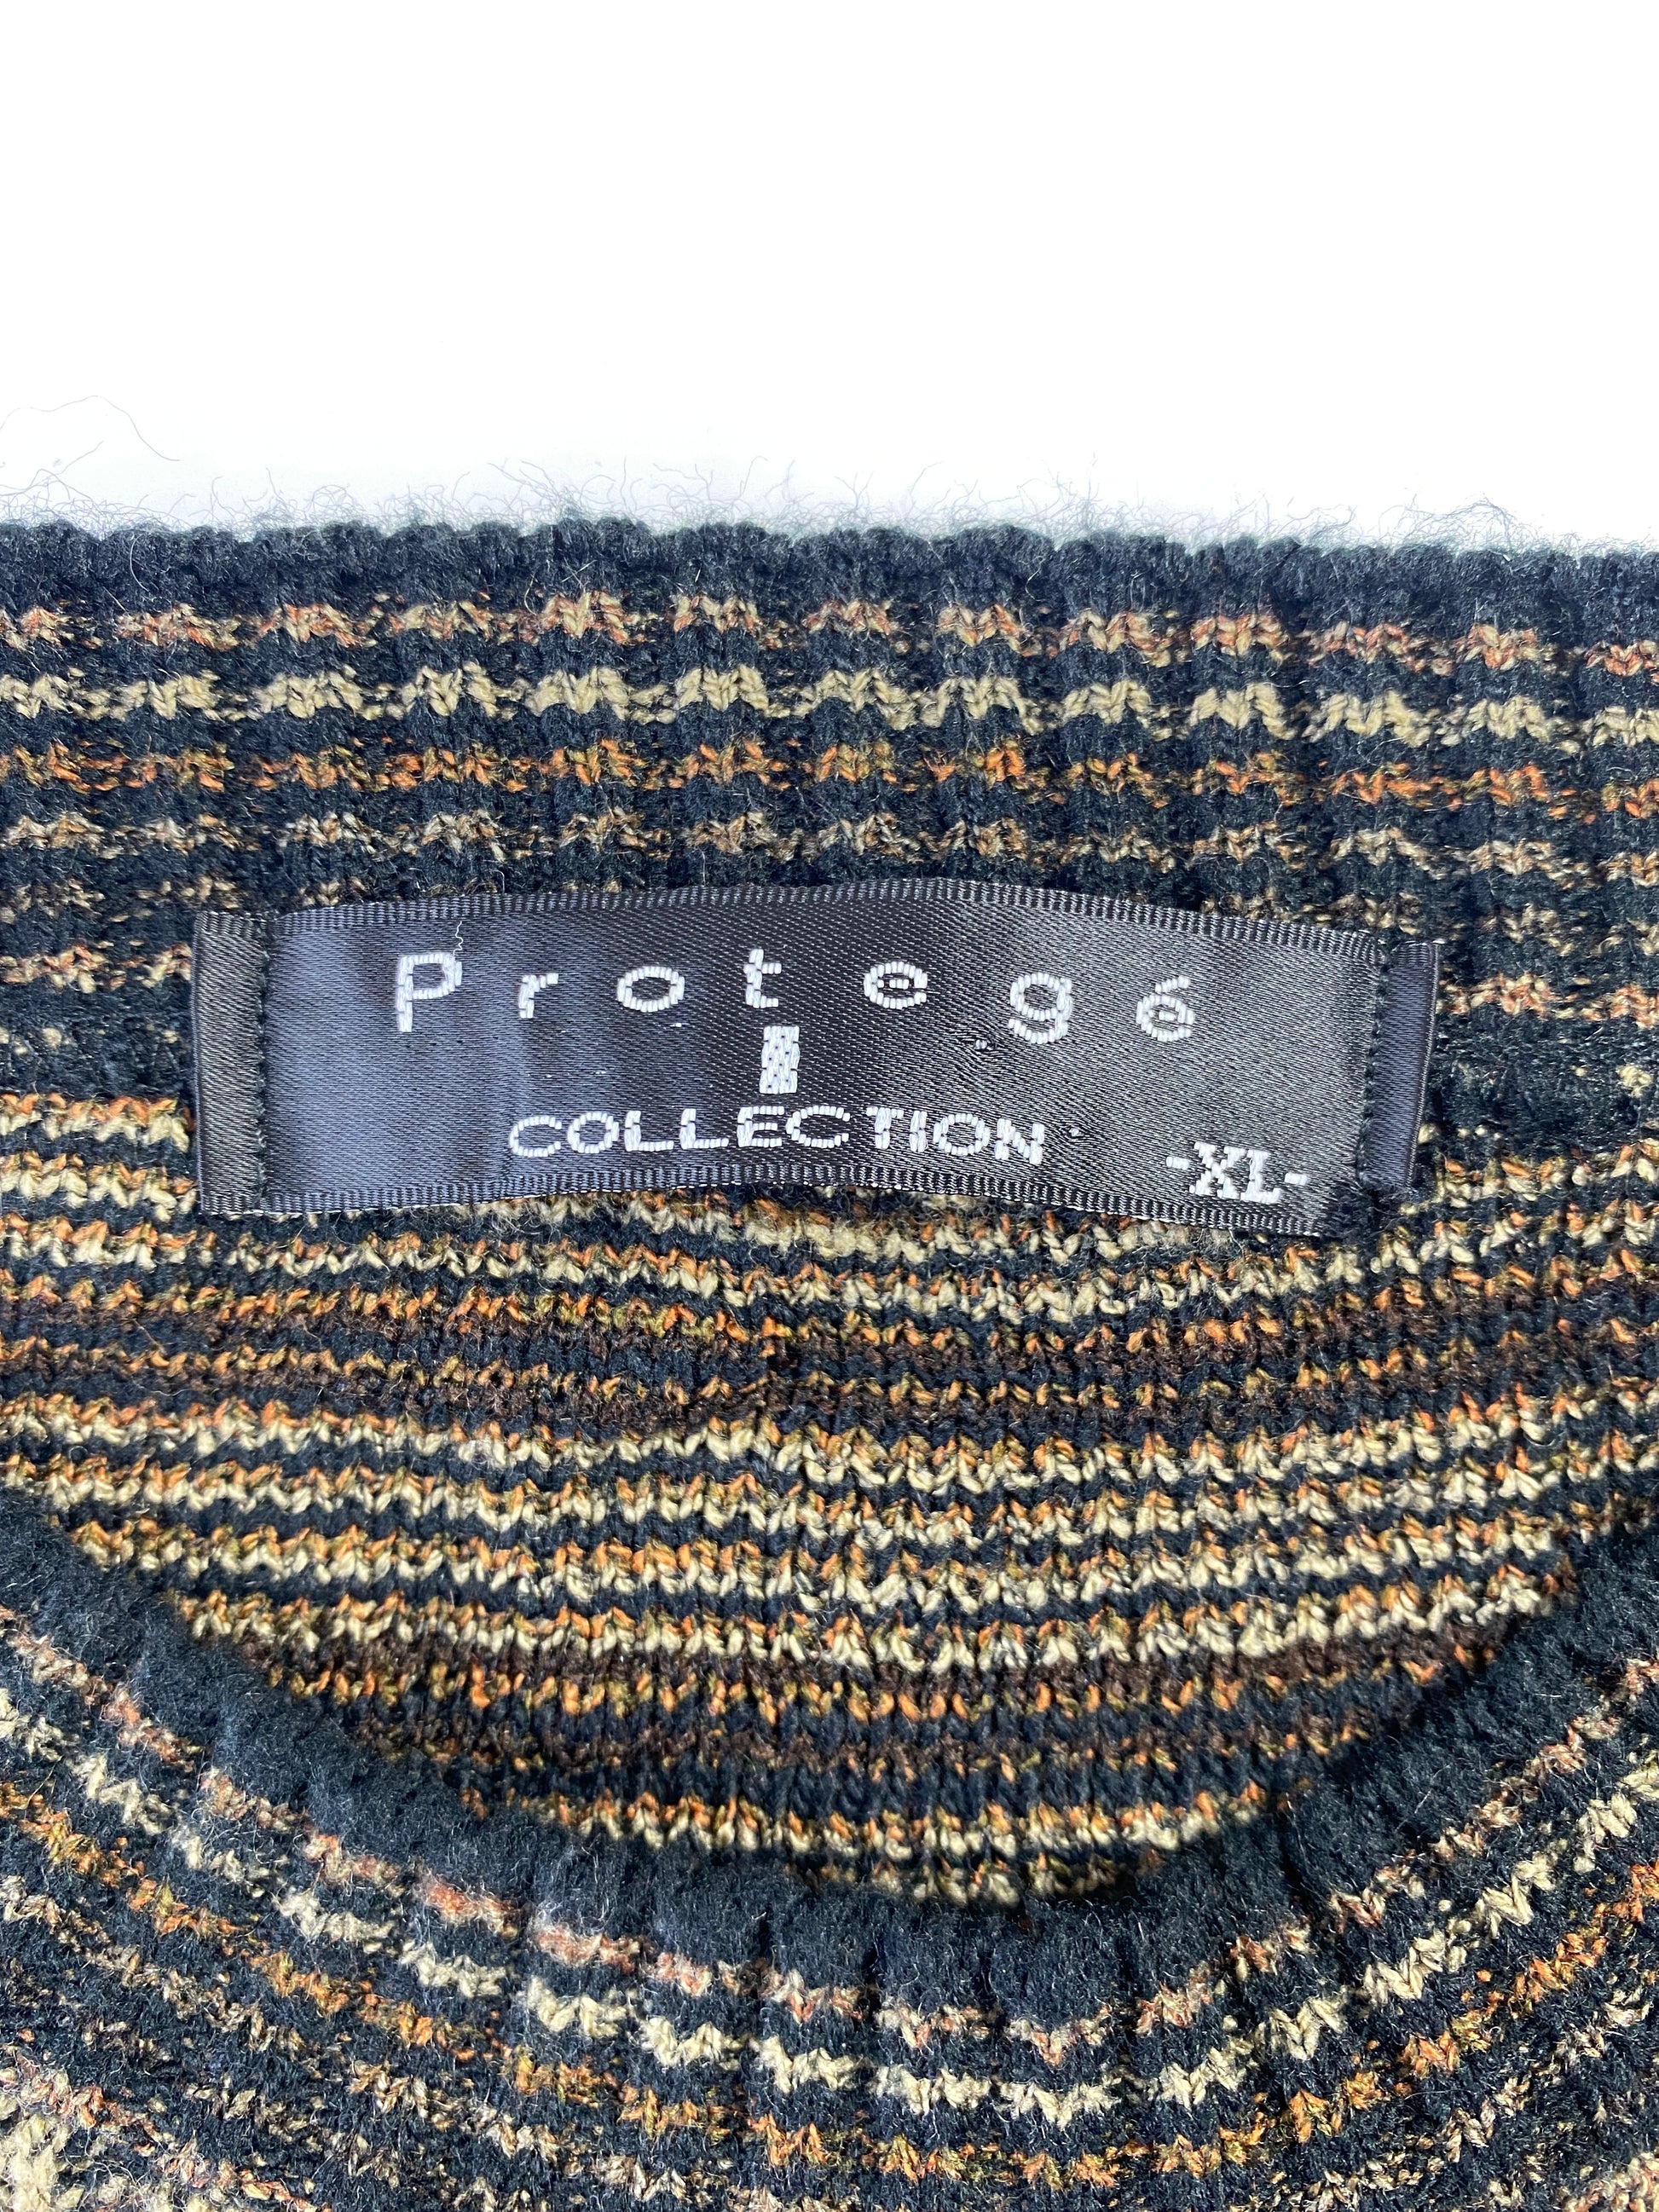 Protegé
COLLECTION
-XL-